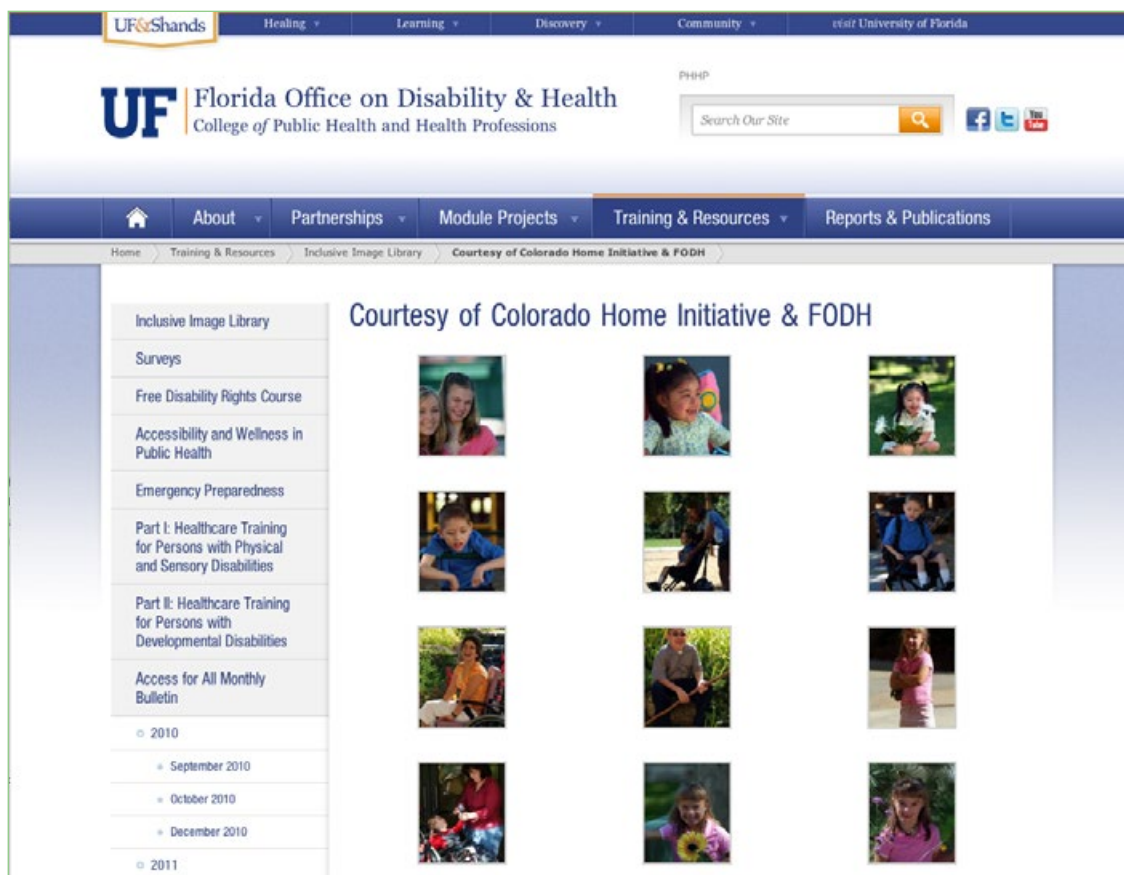 UF&Shands
Healing
Learning
Discovery
Community
visit University of Florida
PHHP
UF
Florida Office on Disability & Health
College of Public Health and Health Professions
Search Our Site
You
Tube
About
Partnerships
Module Projects
Training & Resources
Reports & Publications
Home
Training & Resources
Inclusive Image Library
Courtesy of Colorado Home Initiative & FODH
Inclusive Image Library
Surveys
Free Disability Rights Course
Accessibility and Wellness in
Public Health
Emergency Preparedness
Part I: Healthcare Training
for Persons with Physical
and Sensory Disabilities
Part II: Healthcare Training
for Persons with
Developmental Disabilities
Access for All Monthly
Bulletin
2010
September 2010
October 2010
December 2010
2011
Courtesy of Colorado Home Initiative & FODH